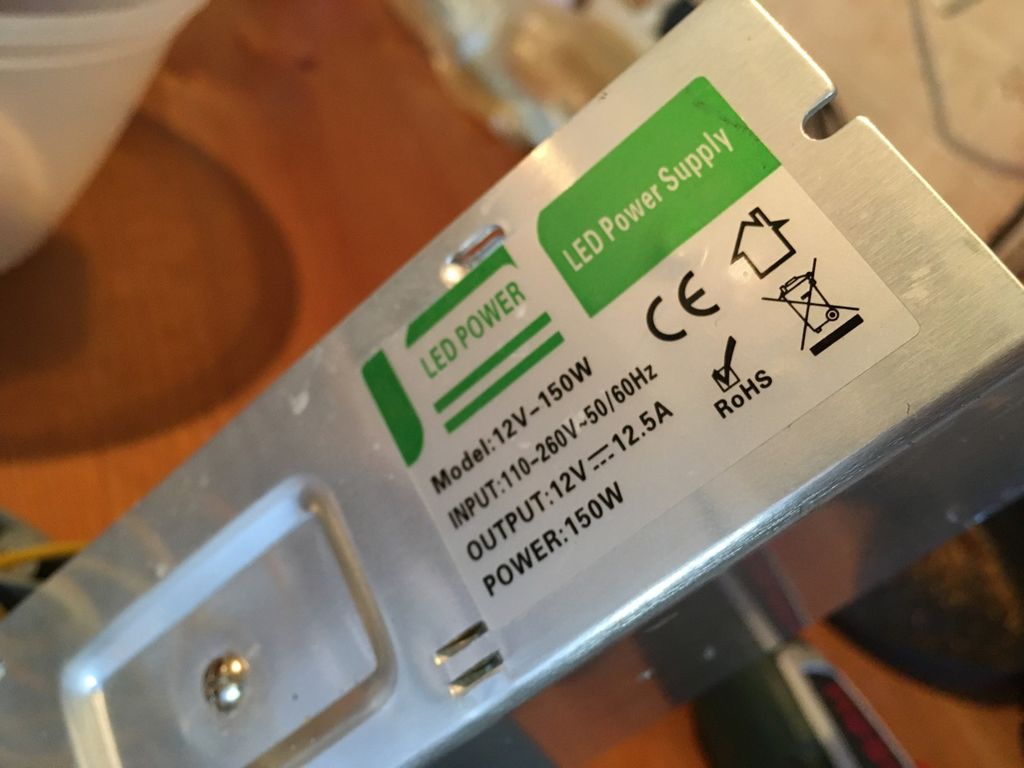 LED Power Supply
LED POWER
CE
Model:12V-150W
INPUT:110-260V~50/60Hz
OUTPUT:12V⎓12.5A
POWER:150W
RoHS